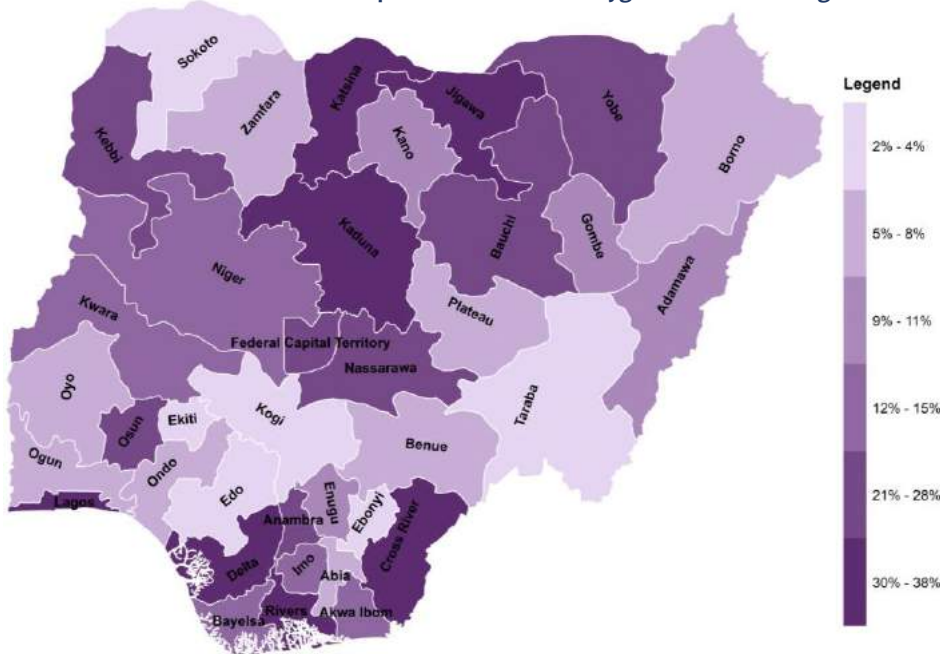 Sokoto
Katsina
Jigawa
Yobe
Zamfara
Kebbi
Kano
Borno
Kaduna
Bauchi
Gombe
Niger
Adamawa
Plateau
Kwara
Federal Capital Territory
Nassarawa
Taraba
Oyo
Ekiti
Kogi
Osun
Benue
Ogun
Ondo
Edo
Enugu
Ebonyi
Lagos
Anambra
Cross River
Delta
Imo
Abia
Rivers
Akwa Ibom
Bayelsa
Legend
2% - 4%
5% - 8%
9% - 11%
12% - 15%
21% - 28%
30% - 38%